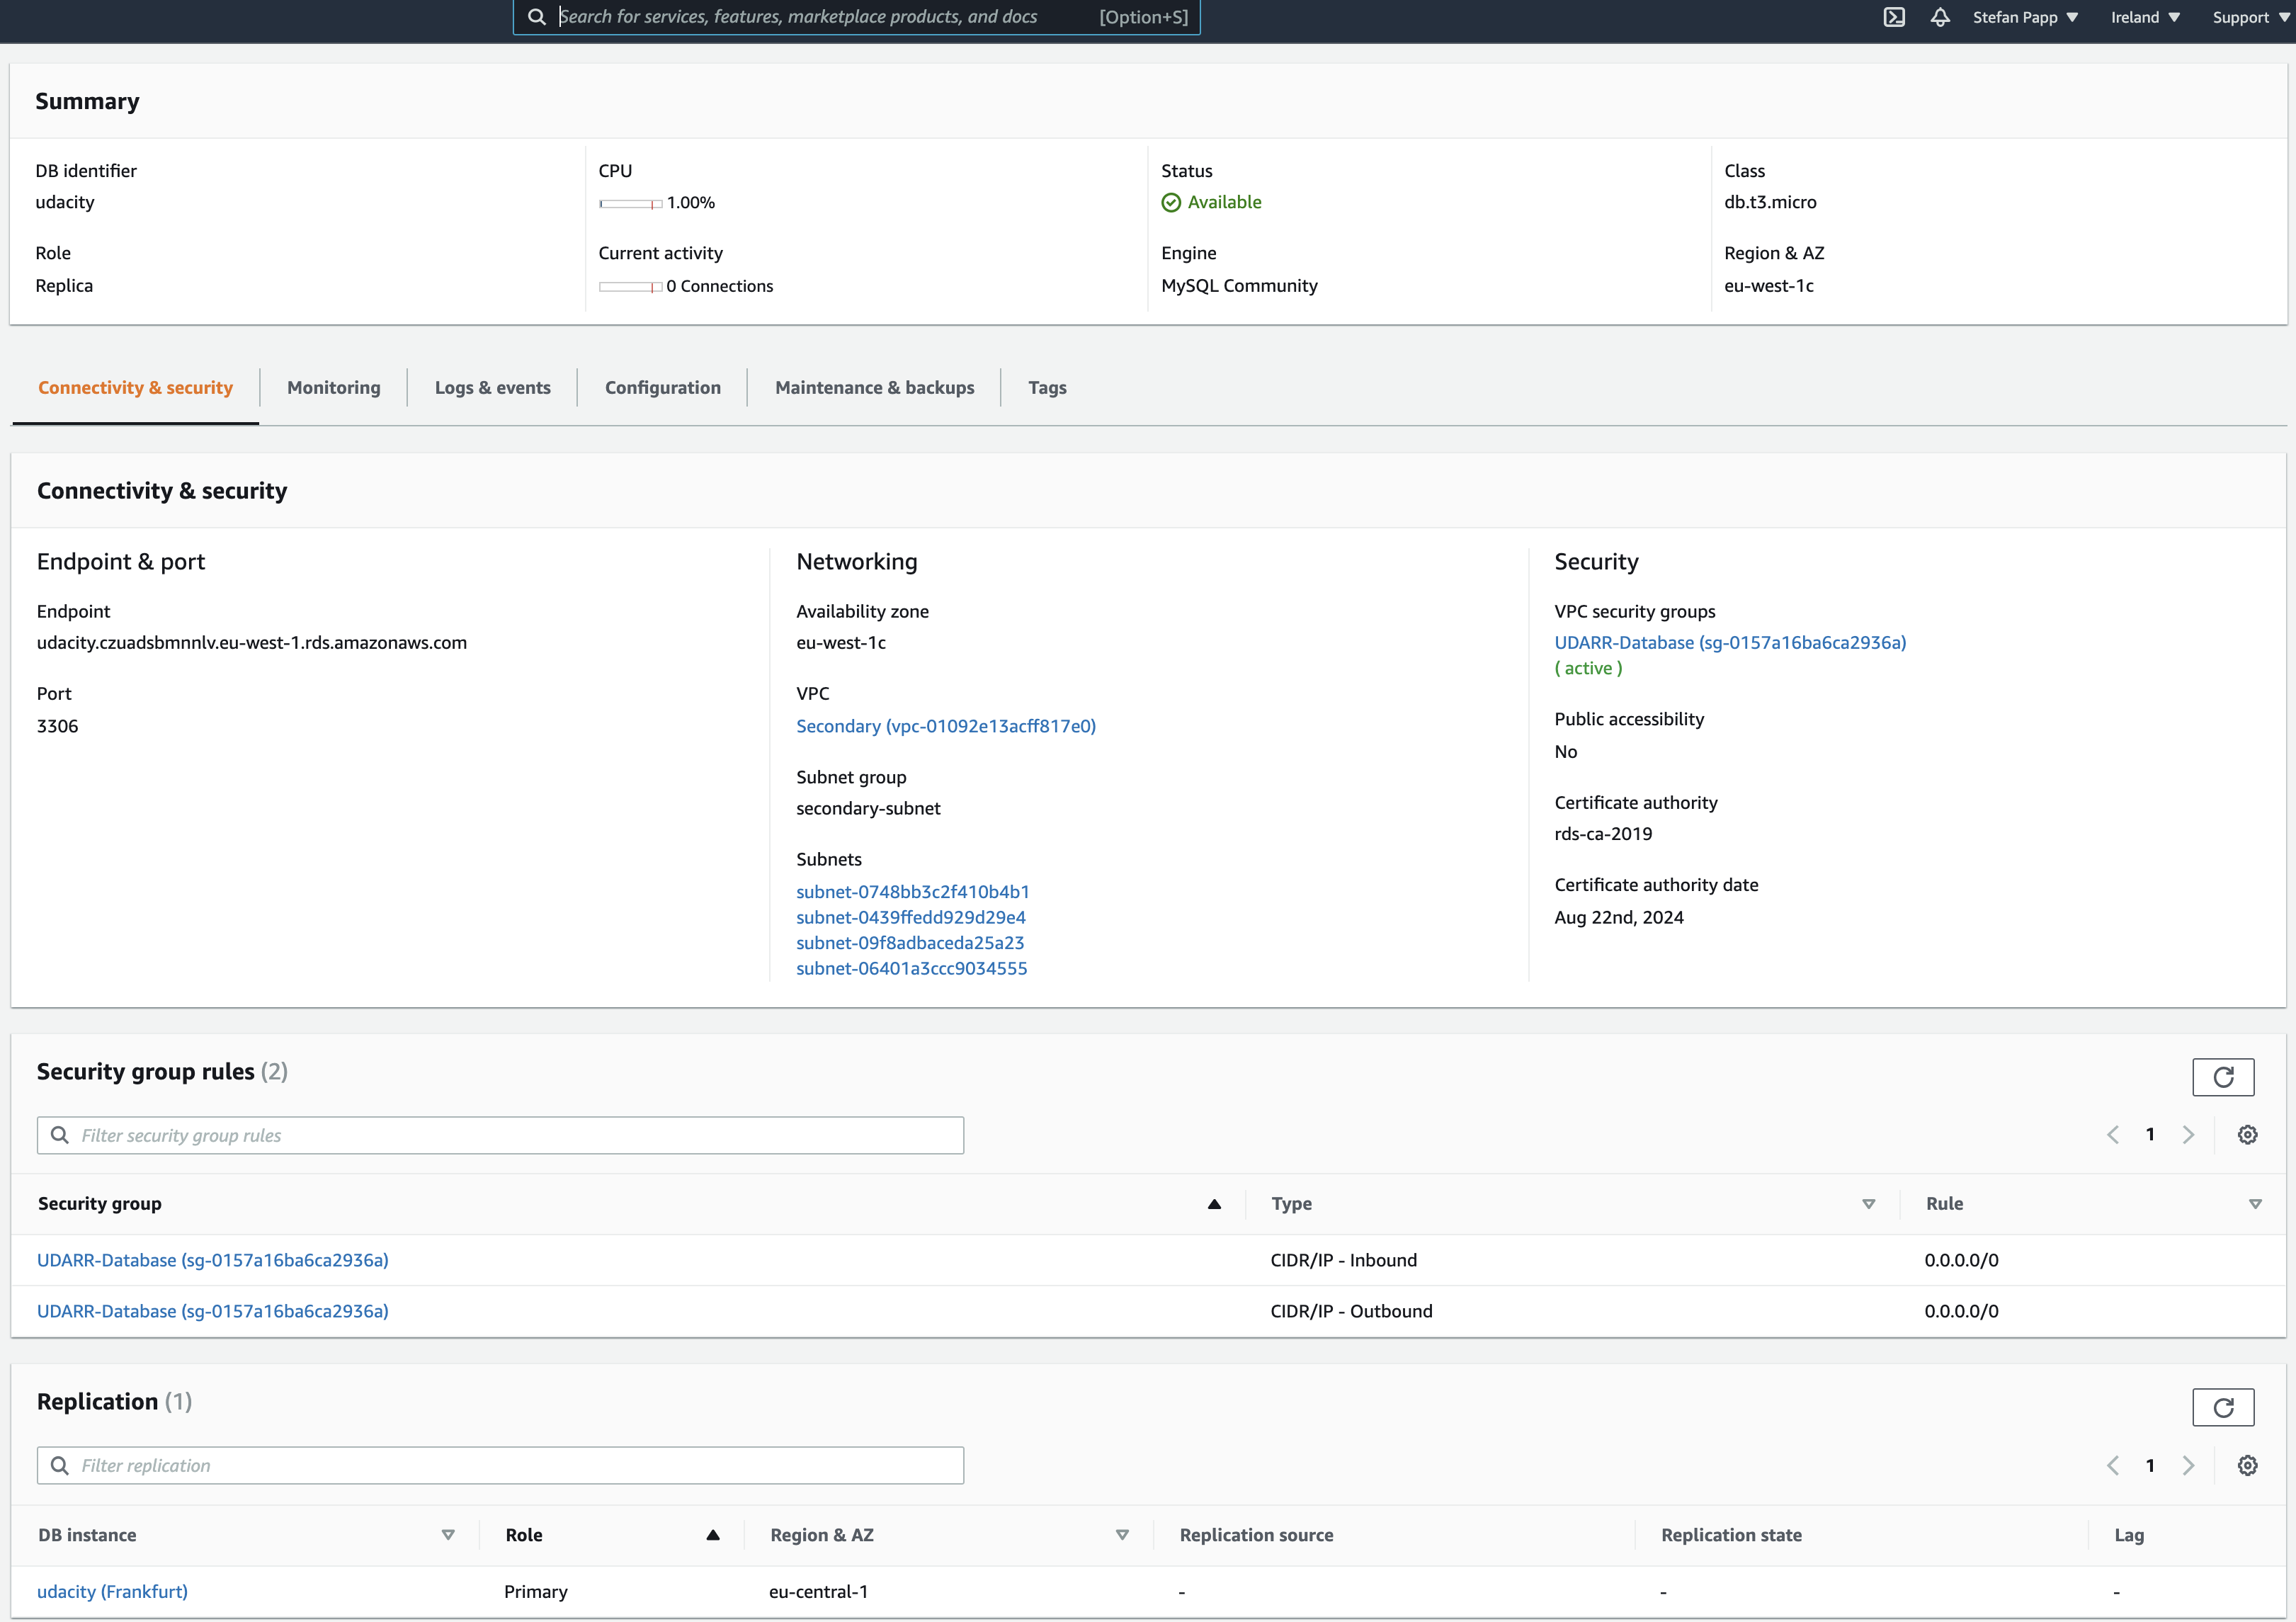 Search for services, features, marketplace products, and docs [Option+S] Stefan Papp Ireland Support
Summary
DB identifier CPU Status Class
udacity 1.00% Available db.t3.micro
Role Current activity Engine Region & AZ
Replica 0 Connections MySQL Community eu-west-1c
Connectivity & security Monitoring Logs & events Configuration Maintenance & backups Tags
Connectivity & security
Endpoint & port
Endpoint
udacity.czuadsbmnnlv.eu-west-1.rds.amazonaws.com
Port
3306
Networking
Availability zone
eu-west-1c
VPC
Secondary (vpc-01092e13acff817e0)
Subnet group
secondary-subnet
Subnets
subnet-0748bb3c2f410b4b1
subnet-0439ffedd929d29e4
subnet-09f8adbaceda25a23
subnet-06401a3ccc9034555
Security
VPC security groups
UDARR-Database (sg-0157a16ba6ca2936a)
( active )
Public accessibility
No
Certificate authority
rds-ca-2019
Certificate authority date
Aug 22nd, 2024
Security group rules (2)
Filter security group rules
1
Security group Type Rule
UDARR-Database (sg-0157a16ba6ca2936a) CIDR/IP - Inbound 0.0.0.0/0
UDARR-Database (sg-0157a16ba6ca2936a) CIDR/IP - Outbound 0.0.0.0/0
Replication (1)
Filter replication
1
DB instance Role Region & AZ Replication source Replication state Lag
udacity (Frankfurt) Primary eu-central-1 - - -